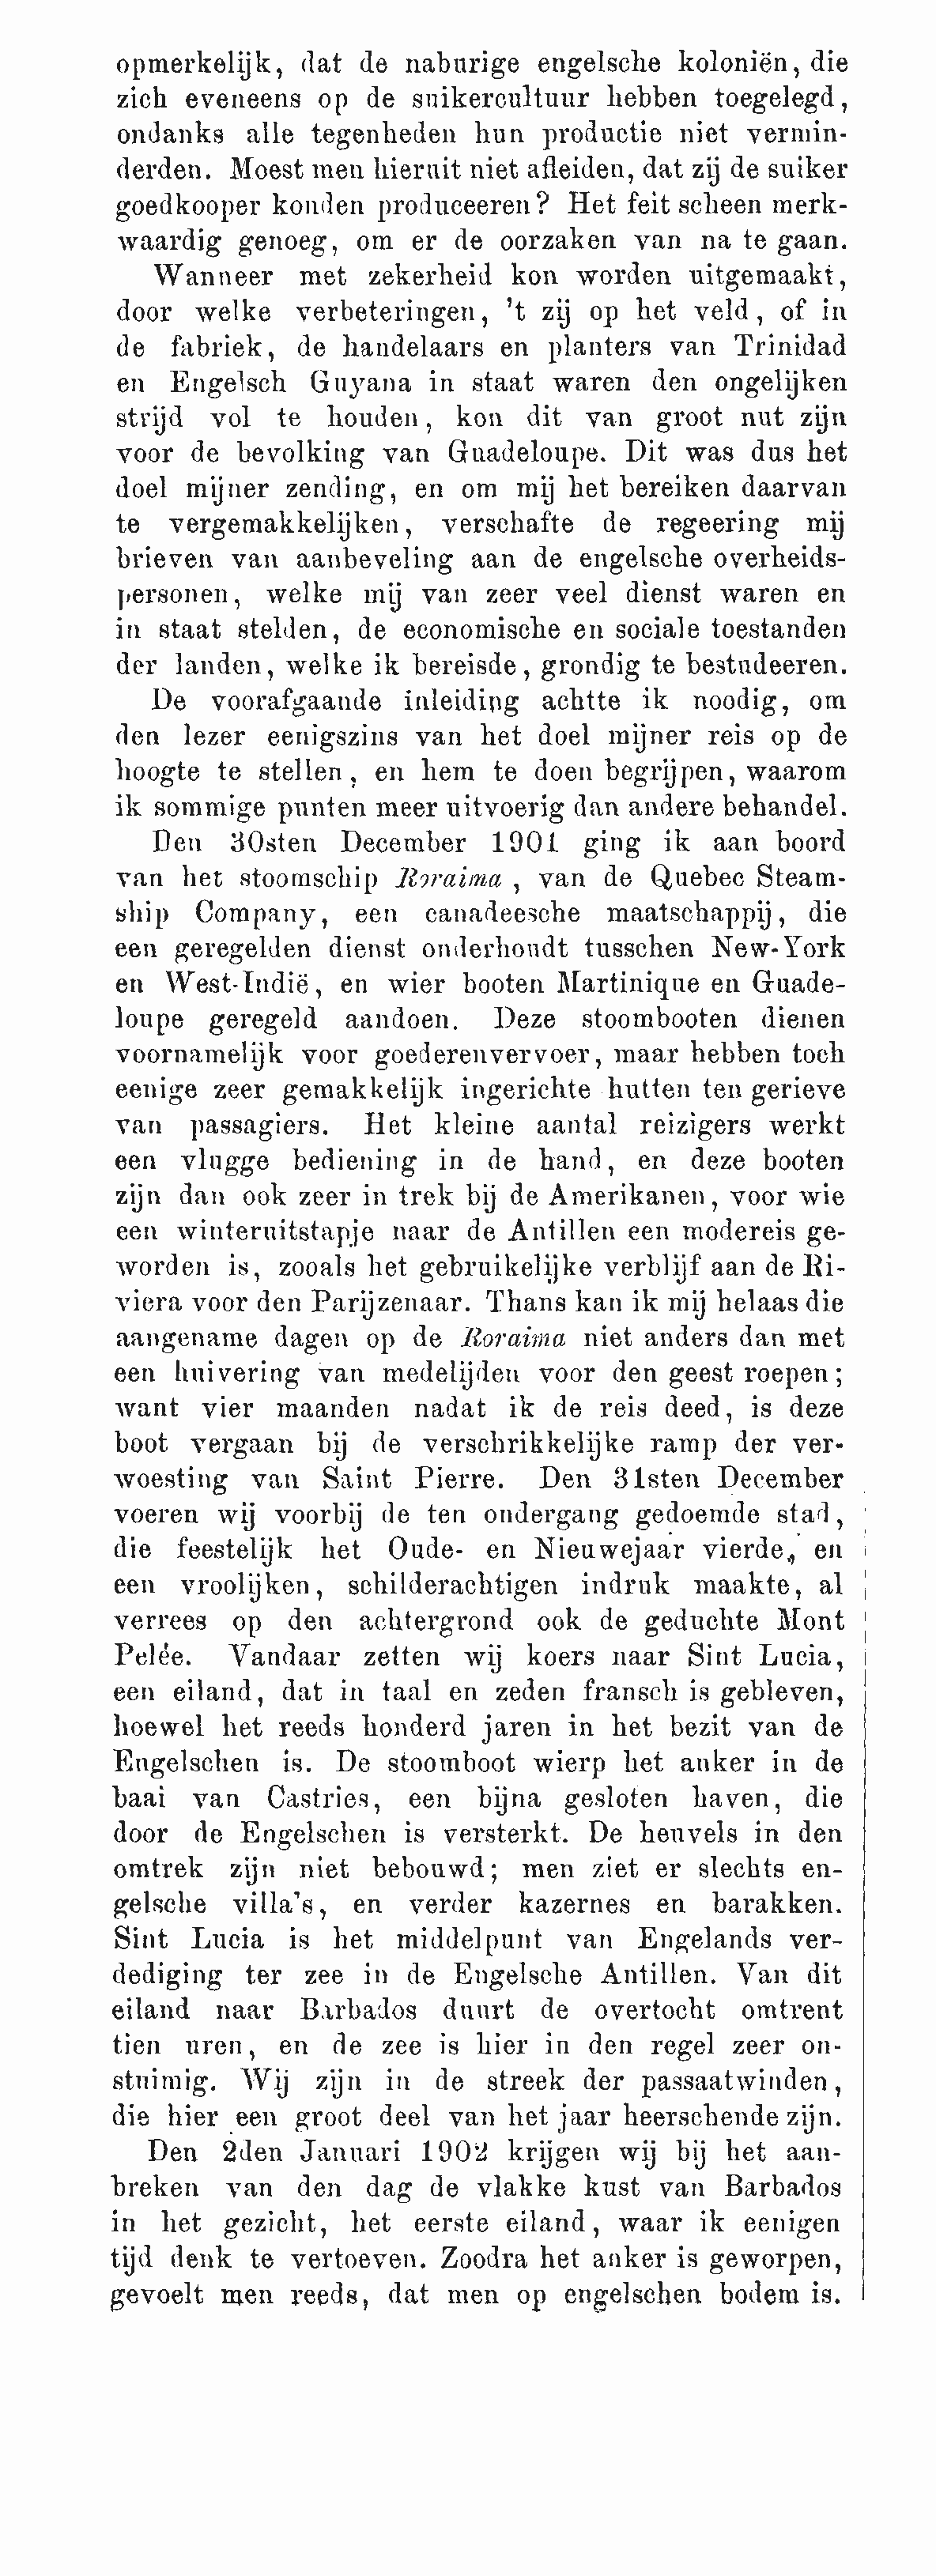 opmerkelijk, dat de naburige engelsche koloniën, die
zich eveneens op de suikercultuur hebben toegelegd,
ondanks alle tegenheden hun productie niet vermin-
derden. Moest men hieruit niet afleiden, dat zij de suiker
goedkooper konden produceeren? Het feit scheen merk-
waardig genoeg, om er de oorzaken van na te gaan.
Wanneer met zekerheid kon worden uitgemaakt,
door welke verbeteringen, 't zij op het veld, of in
de fabriek, de handelaars en planters van Trinidad
en Engelsch Guyana in staat waren den ongelijken
strijd vol te houden, kon dit van groot nut zijn
voor de bevolking van Guadeloupe. Dit was dus het
doel mijner zending, en om mij het bereiken daarvan
te vergemakkelijken, verschafte de regeering mij
brieven van aanbeveling aan de engelsche overheids-
personen, welke mij van zeer veel dienst waren en
in staat stelden, de economische en sociale toestanden
der landen, welke ik bereisde, grondig te bestudeeren.
De voorafgaande inleiding achtte ik noodig, om
den lezer eenigszins van het doel mijner reis op de
hoogte te stellen, en hem te doen begrijpen, waarom
ik sommige punten meer uitvoerig dan andere behandel.
Den 30sten December 1901 ging ik aan boord
van het stoomschip Roraima, van de Quebec Steam-
ship Company, een canadeesche maatschappij, die
een geregelden dienst onderhoudt tusschen New-York
en West-Indië, en wier booten Martinique en Guade-
loupe geregeld aandoen. Deze stoombooten dienen
voornamelijk voor goederenvervoer, maar hebben toch
eenige zeer gemakkelijk ingerichte hutten ten gerieve
van passagiers. Het kleine aantal reizigers werkt
een vlugge bediening in de hand, en deze booten
zijn dan ook zeer in trek bij de Amerikanen, voor wie
een winteruitstapje naar de Antillen een modereis ge-
worden is, zooals het gebruikelijke verblijf aan de Ri-
viera voor den Parijzenaar. Thans kan ik mij helaas die
aangename dagen op de Roraima niet anders dan met
een huivering van medelijden voor den geest roepen;
want vier maanden nadat ik de reis deed, is deze
boot vergaan bij de verschrikkelijke ramp der ver-
woesting van Saint Pierre. Den 31sten December
voeren wij voorbij de ten ondergang gedoemde stad,
die feestelijk het Oude- en Nieuwejaar vierde, en
een vroolijken, schilderachtigen indruk maakte, al
verrees op den achtergrond ook de geduchte Mont
Pelée. Vandaar zetten wij koers naar Sint Lucia,
een eiland, dat in taal en zeden fransch is gebleven,
hoewel het reeds honderd jaren in het bezit van de
Engelschen is. De stoomboot wierp het anker in de
baai van Castries, een bijna gesloten haven, die
door de Engelschen is versterkt. De heuvels in den
omtrek zijn niet bebouwd; men ziet er slechts en-
gelsche villa's, en verder kazernes en barakken.
Sint Lucia is het middelpunt van Engelands ver-
dediging ter zee in de Engelsche Antillen. Van dit
eiland naar Barbados duurt de overtocht omtrent
tien uren, en de zee is hier in den regel zeer on-
stuimig. Wij zijn in de streek der passaatwinden,
die hier een groot deel van het jaar heerschende zijn.
Den 2den Januari 1902 krijgen wij bij het aan-
breken van den dag de vlakke kust van Barbados
in het gezicht, het eerste eiland, waar ik eenigen
tijd denk te vertoeven. Zoodra het anker is geworpen,
gevoelt men reeds, dat men op engelschen bodem is.